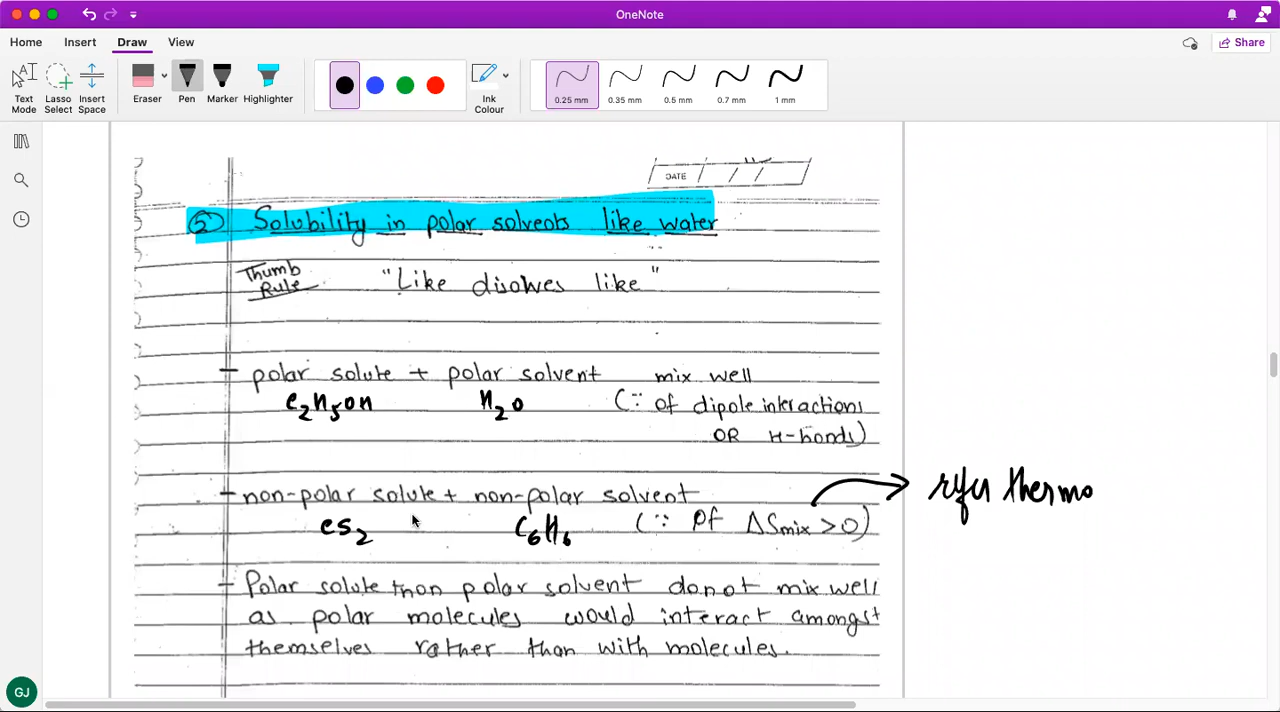 OneNote
Home Insert Draw View
Share
Text Mode
Lasso Select
Insert Space
Eraser
Pen
Marker
Highlighter
Ink Colour
0.25 mm
0.35 mm
0.5 mm
0.7 mm
1 mm
DATE / / /
② Solubility in polar solvents like water
Thumb Rule "Like disolves like"
- polar solute + polar solvent mix well
C2H5OH H2O (∵ of dipole interactions
OR H-bonds)
- non-polar solute + non-polar solvent
CS2 C6H6 (∵ of ΔSmix > 0) → refer thermo
- Polar solute + non polar solvent donot mix well
as polar molecules would interact amongst
themselves rather than with molecules.
GJ